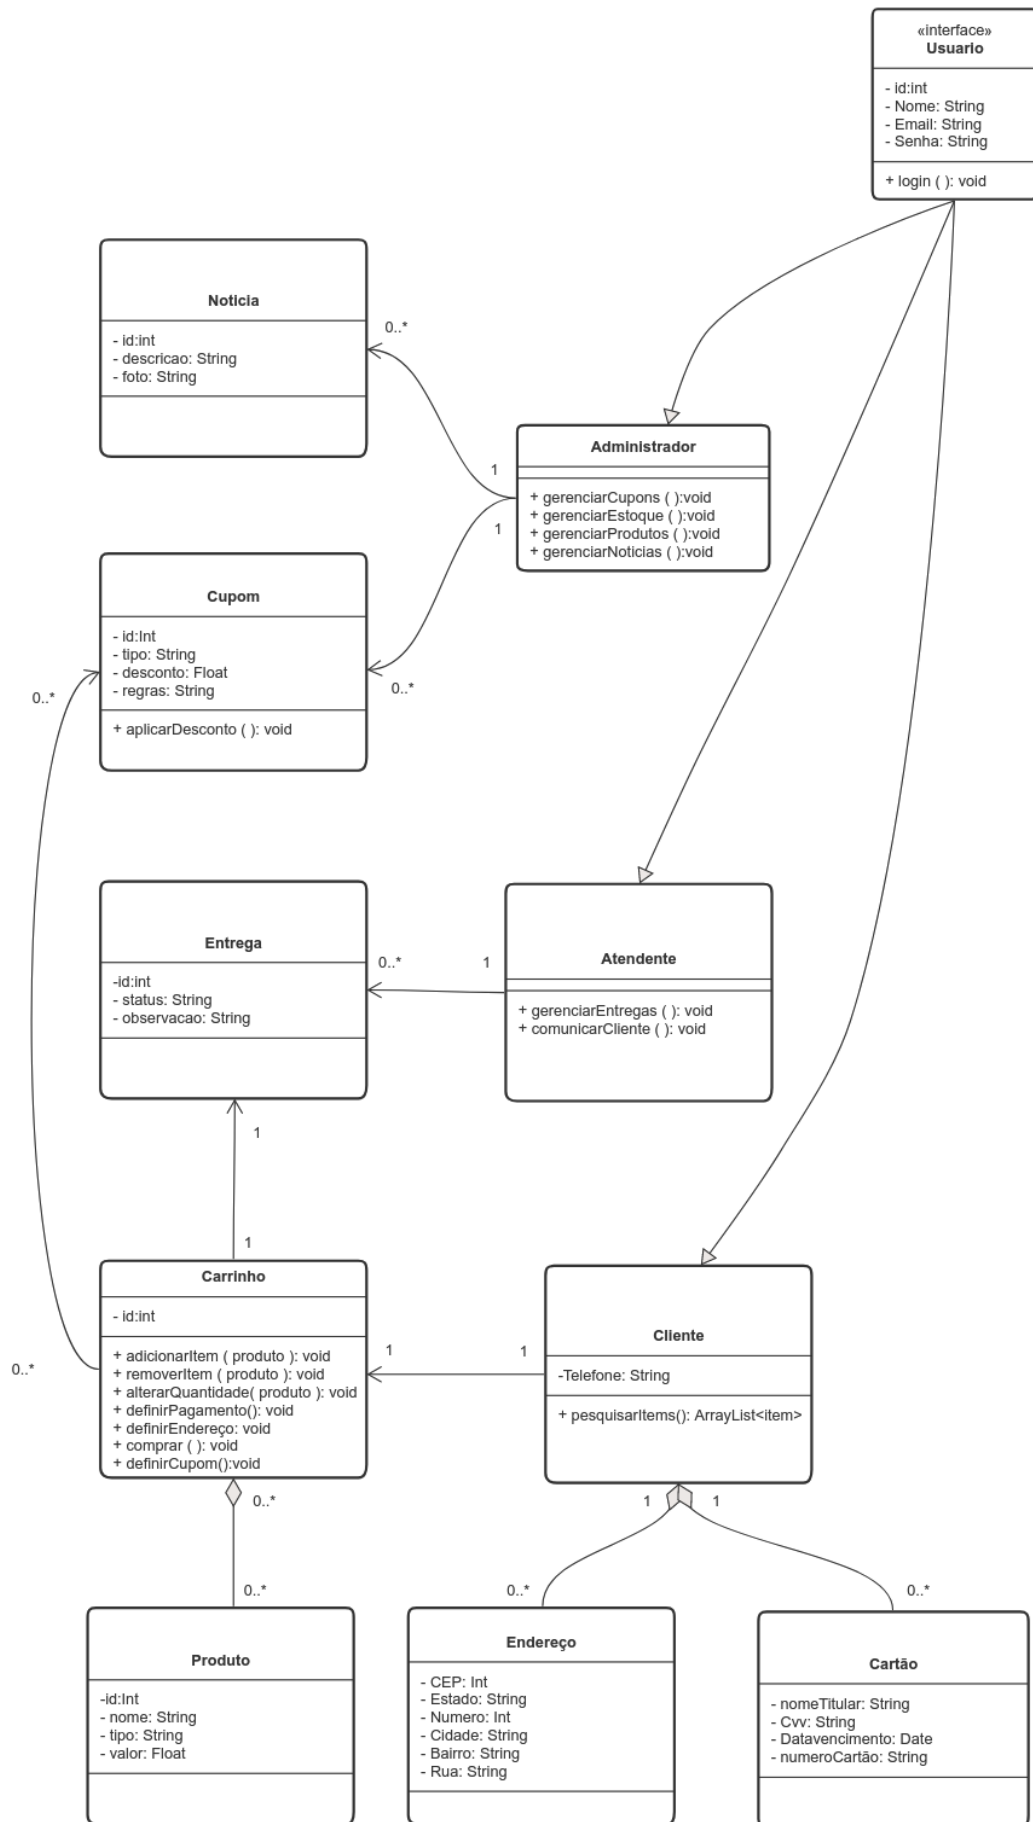 «interface»
Usuario
- id:int
- Nome: String
- Email: String
- Senha: String
+ login ( ): void
Noticia
- id:int
- descricao: String
- foto: String
0..*
1
Administrador
+ gerenciarCupons ( ):void
+ gerenciarEstoque ( ):void
+ gerenciarProdutos ( ):void
+ gerenciarNoticias ( ):void
1
Cupom
- id:Int
- tipo: String
- desconto: Float
- regras: String
+ aplicarDesconto ( ): void
0..*
0..*
Entrega
-id:int
- status: String
- observacao: String
0..*
1
Atendente
+ gerenciarEntregas ( ): void
+ comunicarCliente ( ): void
1
1
Carrinho
- id:int
+ adicionarItem ( produto ): void
+ removerItem ( produto ): void
+ alterarQuantidade( produto ): void
+ definirPagamento(): void
+ definirEndereço: void
+ comprar ( ): void
+ definirCupom():void
0..*
1
1
Cliente
-Telefone: String
+ pesquisarItems(): ArrayList<item>
0..*
1
1
0..*
0..*
0..*
Produto
-id:Int
- nome: String
- tipo: String
- valor: Float
Endereço
- CEP: Int
- Estado: String
- Numero: Int
- Cidade: String
- Bairro: String
- Rua: String
Cartão
- nomeTitular: String
- Cvv: String
- Datavencimento: Date
- numeroCartão: String